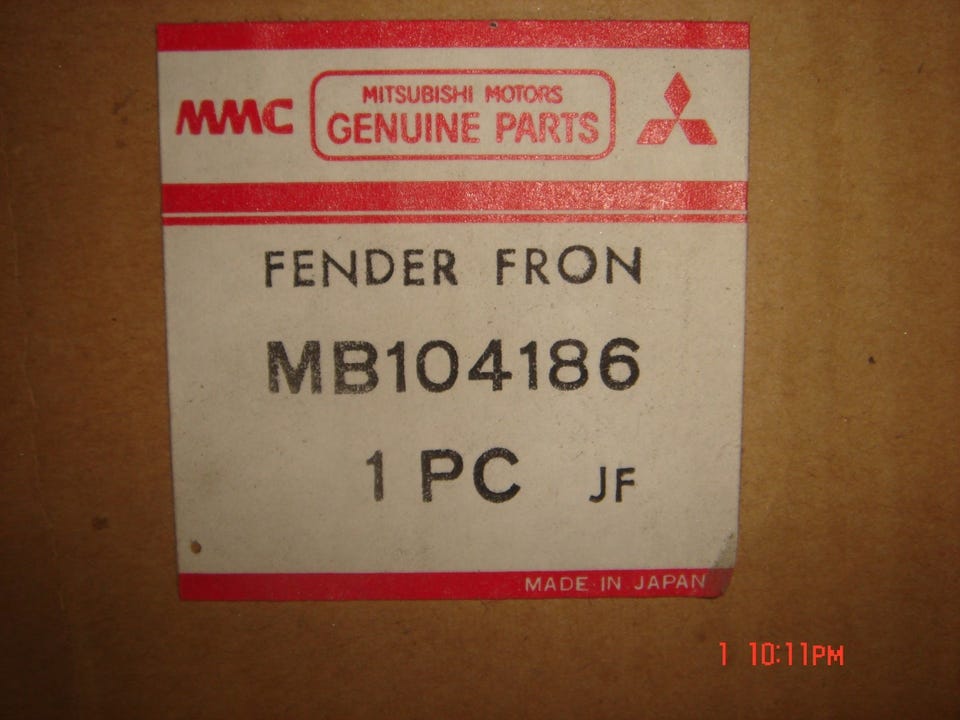 MMC
MITSUBISHI MOTORS
GENUINE PARTS
FENDER FRON
MB104186
1 PC JF
MADE IN JAPAN
1 10:11PM